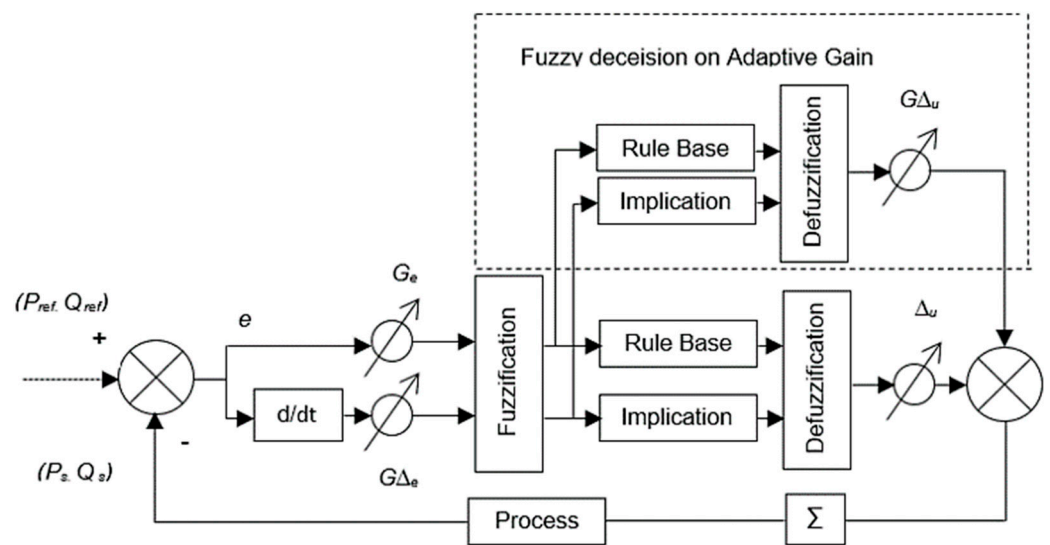 Fuzzy deceision on Adaptive Gain
GΔu
Rule Base
Implication
Defuzzification
Ge
(Pref. Qref)
+
e
Fuzzification
Rule Base
Implication
Defuzzification
Δu
d/dt
-
(Ps. Qs)
GΔe
Process
Σ